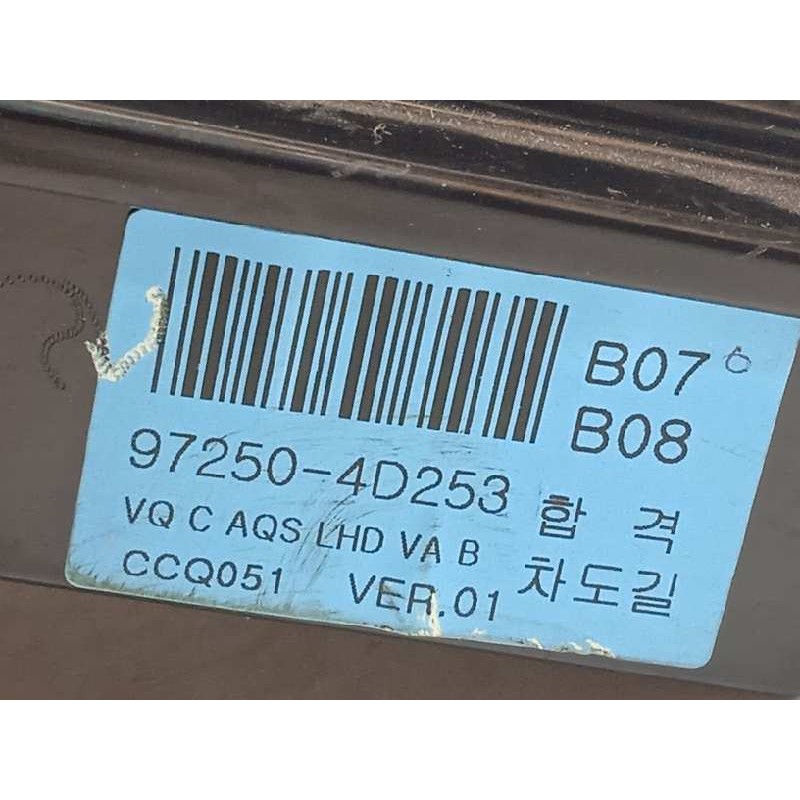 B07
B08
97250-4D253
합 격
VQ C AQS LHD VA B
차도길
CCQ051 VER.01